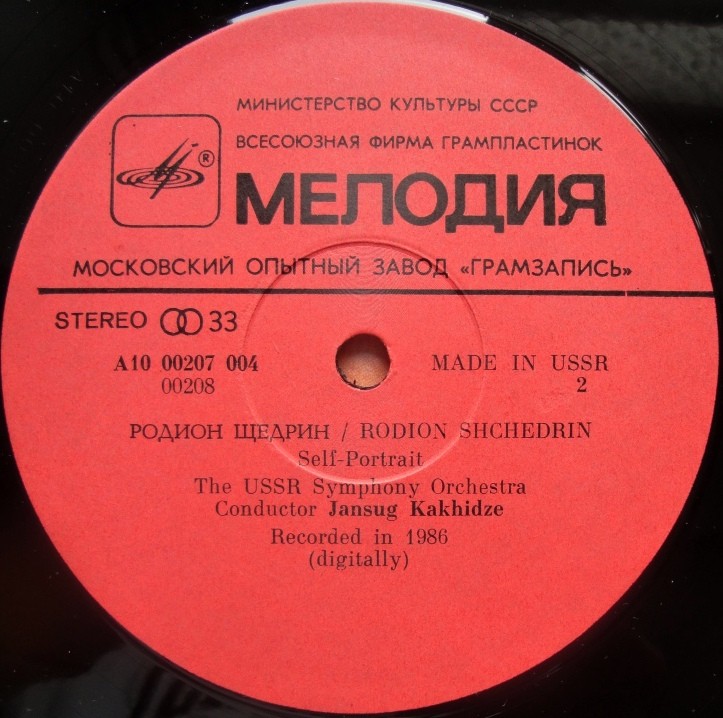 МИНИСТЕРСТВО КУЛЬТУРЫ СССР
ВСЕСОЮЗНАЯ ФИРМА ГРАМПЛАСТИНОК
®
МЕЛОДИЯ
МОСКОВСКИЙ ОПЫТНЫЙ ЗАВОД «ГРАМЗАПИСЬ»
STEREO 33
A10 00207 004 MADE IN USSR
00208 2
РОДИОН ЩЕДРИН / RODION SHCHEDRIN
Self-Portrait
The USSR Symphony Orchestra
Conductor Jansug Kakhidze
Recorded in 1986
(digitally)